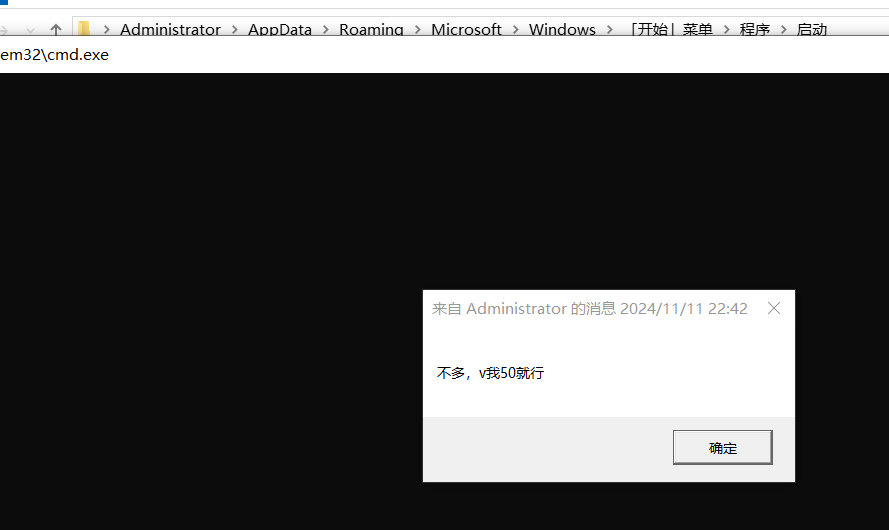 Administrator > AppData > Roaming > Microsoft > Windows > 「开始」菜单 > 程序 > 启动
em32\cmd.exe
来自 Administrator 的消息 2024/11/11 22:42
不多，v我50就行
确定